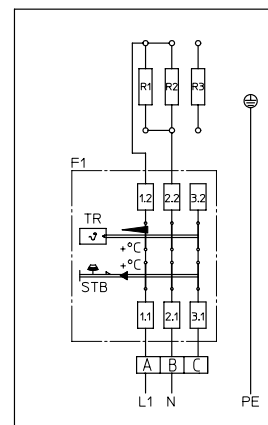 R1 R2 R3
F1
1.2 2.2 3.2
TR
ϑ
+°C
+°C
STB
1.1 2.1 3.1
A B C
L1 N PE